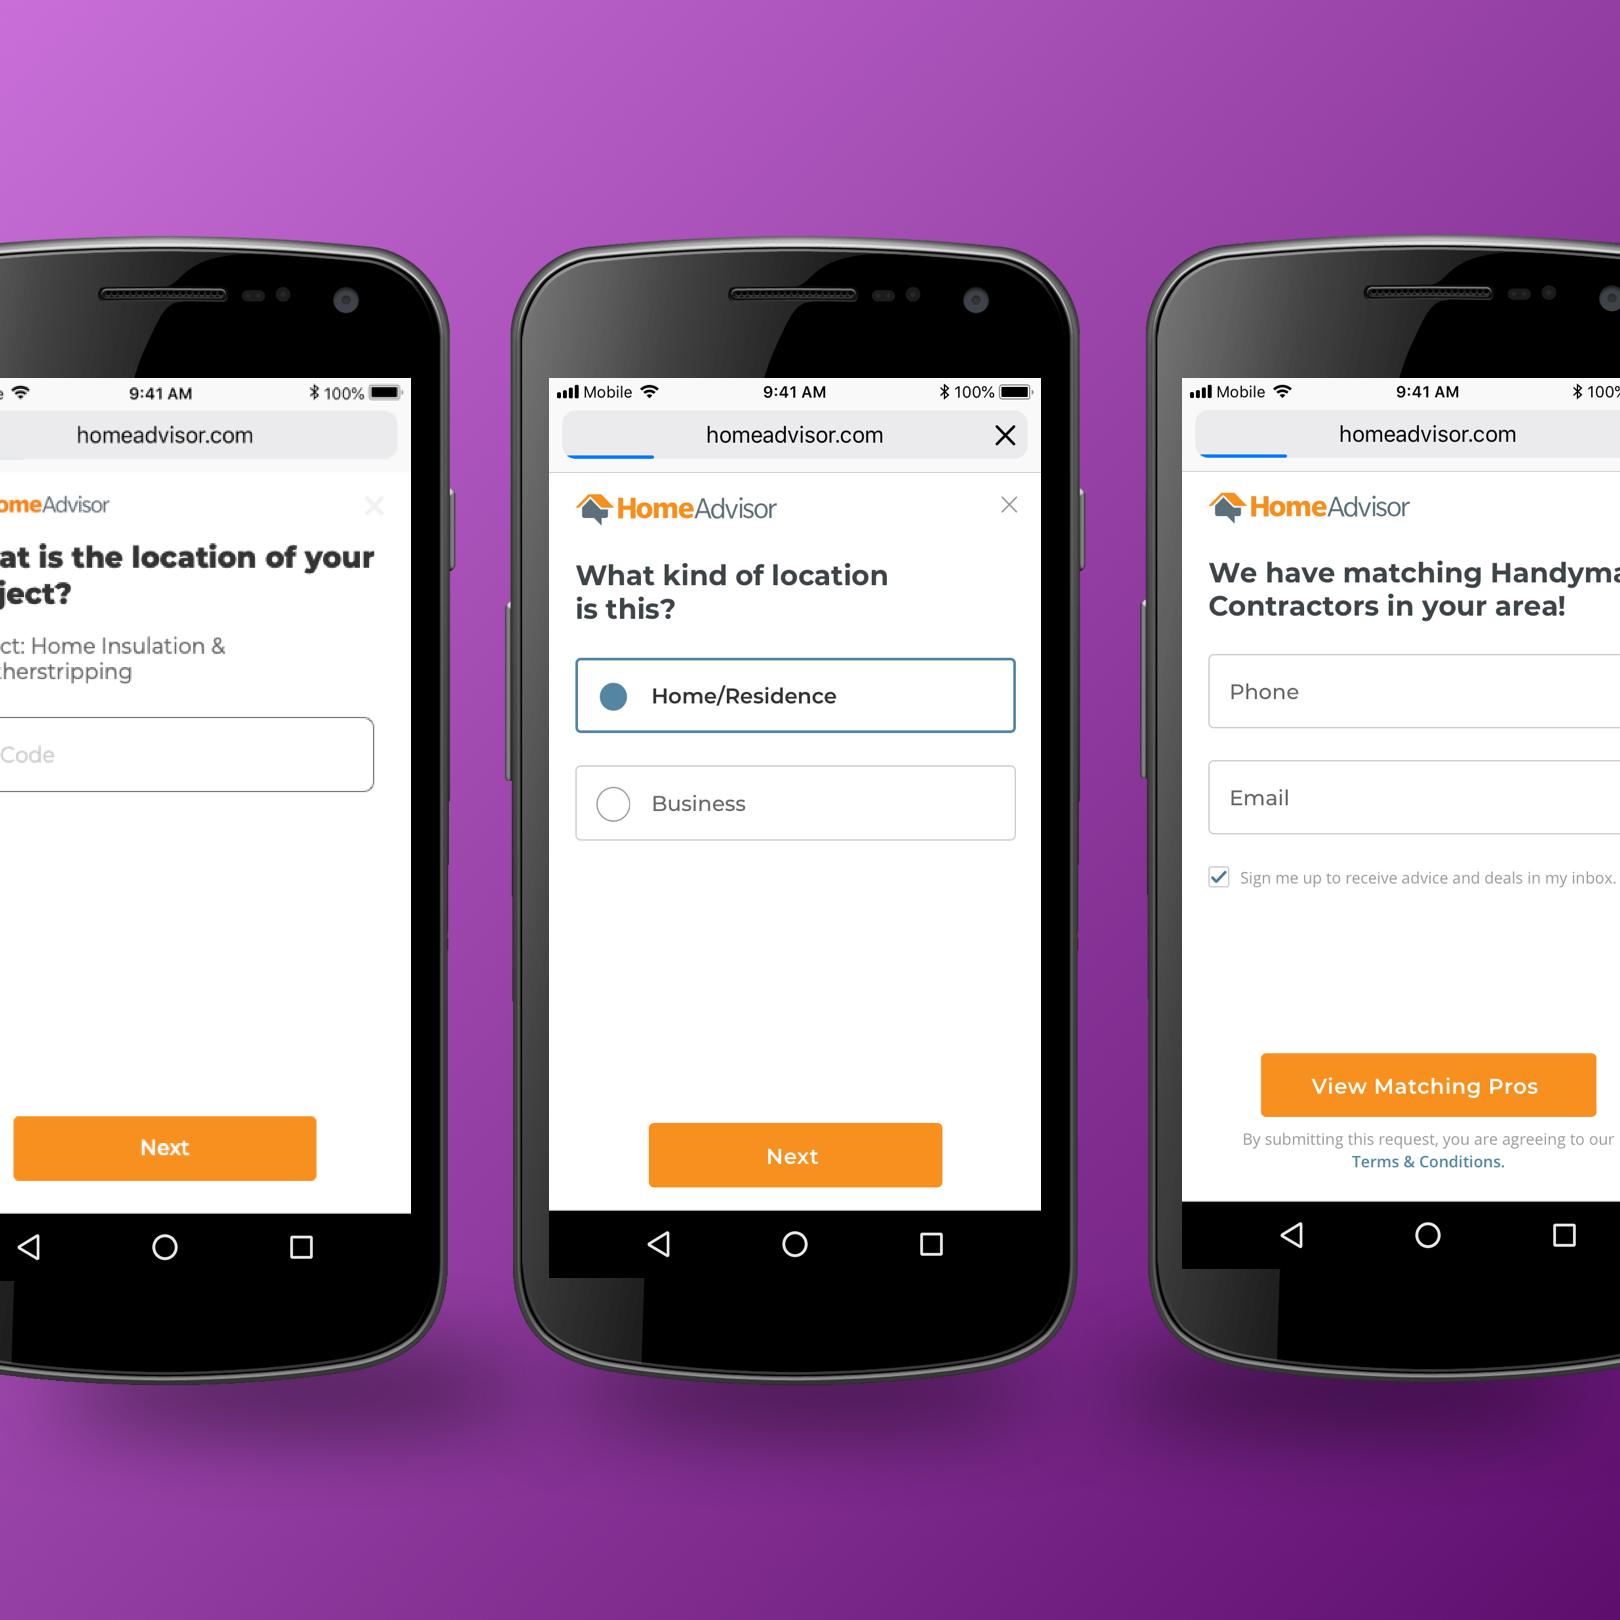 9:41 AM
100%
homeadvisor.com
omeAdvisor
at is the location of your
ject?
ct: Home Insulation &
therstripping
Code
Next
Mobile
9:41 AM
100%
homeadvisor.com
HomeAdvisor
What kind of location
is this?
Home/Residence
Business
Next
Mobile
9:41 AM
100%
homeadvisor.com
HomeAdvisor
We have matching Handyma
Contractors in your area!
Phone
Email
Sign me up to receive advice and deals in my inbox.
View Matching Pros
By submitting this request, you are agreeing to our
Terms & Conditions.